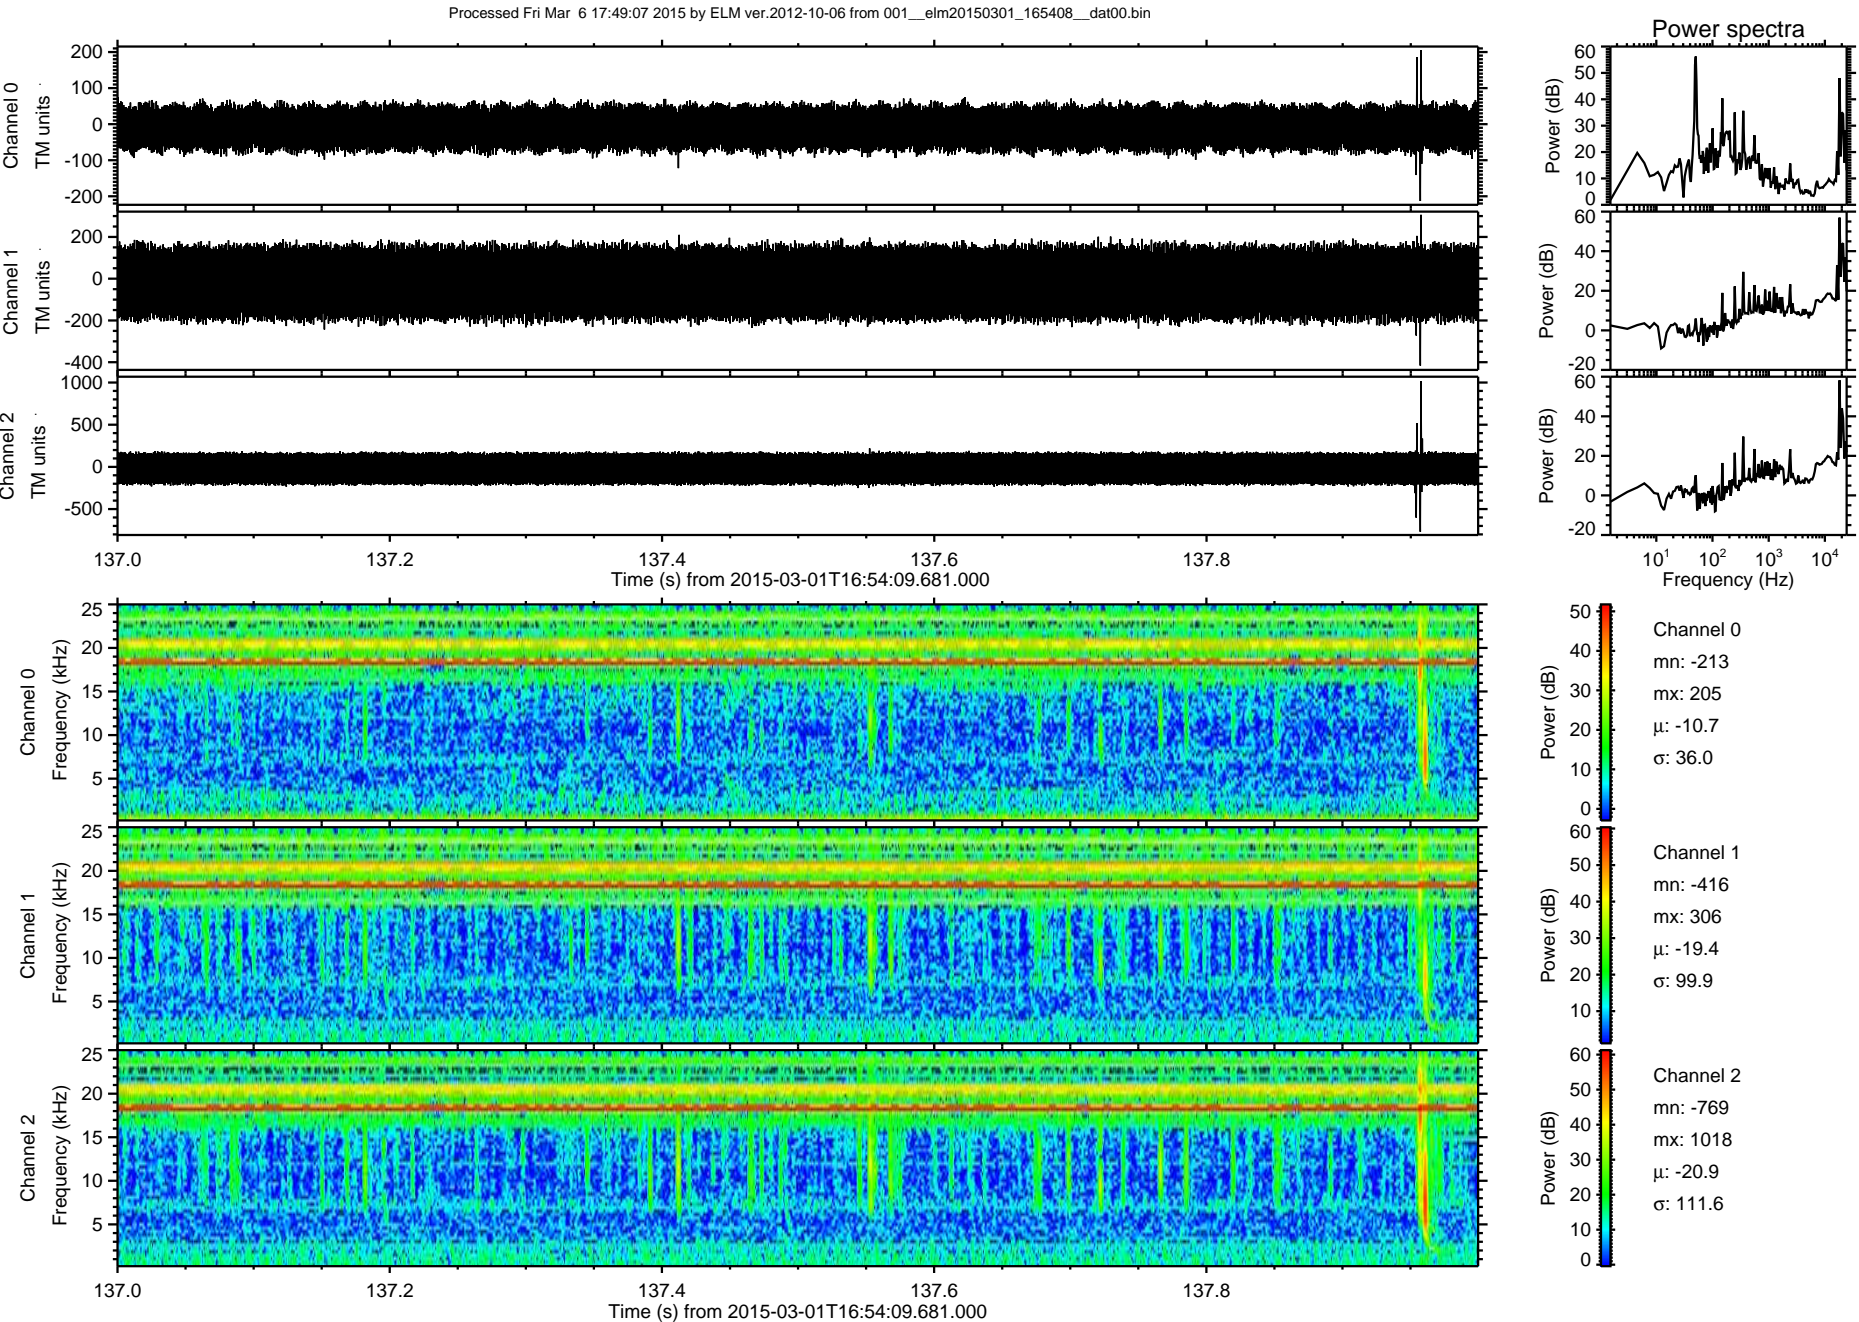 Processed Fri Mar 6 17:49:07 2015 by ELM ver.2012-10-06 from 001__elm20150301_165408__dat00.bin
Power spectra
Channel 0
TM units
200
100
0
-100
-200
Power (dB)
60
50
40
30
20
10
0
Channel 1
TM units
200
0
-200
-400
Power (dB)
60
40
20
0
-20
Channel 2
TM units
1000
500
0
-500
Power (dB)
60
40
20
0
-20
137.0 137.2 137.4 137.6 137.8
Time (s) from 2015-03-01T16:54:09.681.000
10^1 10^2 10^3 10^4
Frequency (Hz)
Channel 0
Frequency (kHz)
25
20
15
10
5
Power (dB)
50
40
30
20
10
0
Channel 0
mn: -213
mx: 205
µ: -10.7
σ: 36.0
Channel 1
Frequency (kHz)
25
20
15
10
5
Power (dB)
60
50
40
30
20
10
Channel 1
mn: -416
mx: 306
µ: -19.4
σ: 99.9
Channel 2
Frequency (kHz)
25
20
15
10
5
Power (dB)
60
50
40
30
20
10
0
Channel 2
mn: -769
mx: 1018
µ: -20.9
σ: 111.6
137.0 137.2 137.4 137.6 137.8
Time (s) from 2015-03-01T16:54:09.681.000